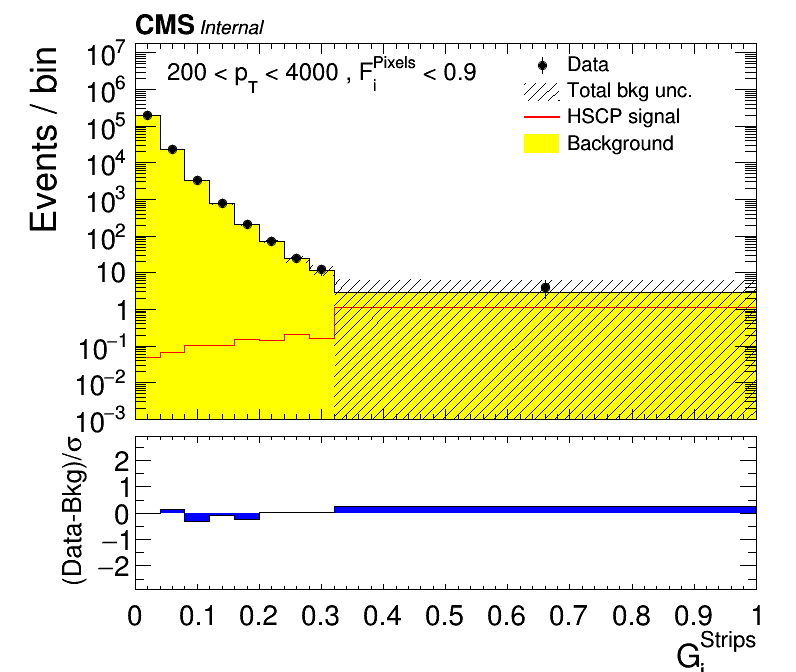 CMS Internal
200 < p_T < 4000 , F_i^Pixels < 0.9
Data
Total bkg unc.
HSCP signal
Background
Events / bin
10^7
10^6
10^5
10^4
10^3
10^2
10
1
10^−1
10^−2
10^−3
(Data-Bkg)/σ
2
1
0
−1
−2
0 0.1 0.2 0.3 0.4 0.5 0.6 0.7 0.8 0.9 1
G_i^Strips